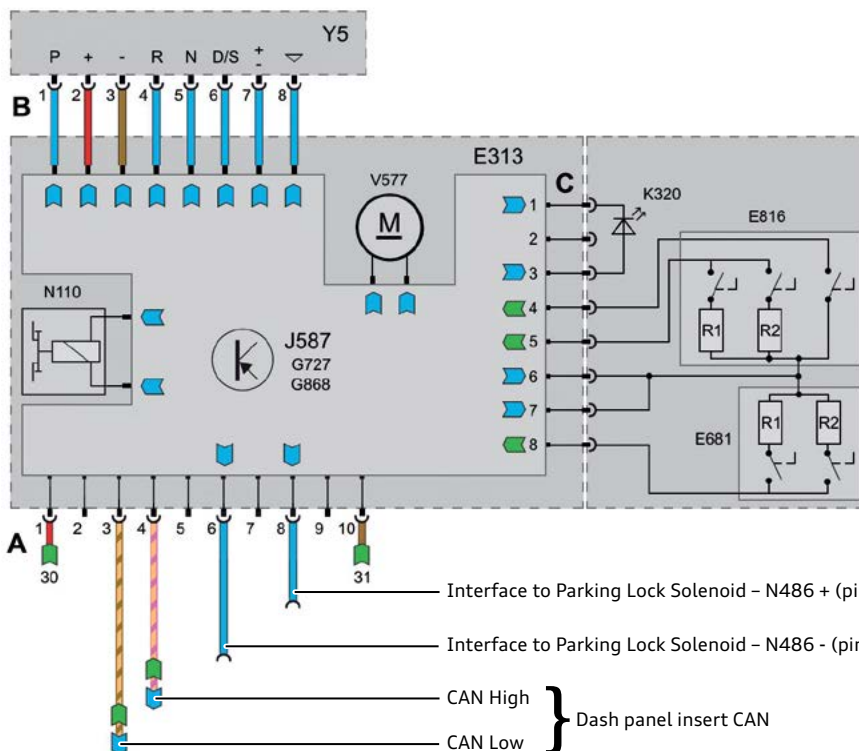 Y5
P + - R N D/S + - ▽
1 2 3 4 5 6 7 8
B
E313
V577
M
C
K320
1
2
3
4
5
6
7
8
E816
R1 R2
E681
R1 R2
N110
J587
G727
G868
A
1 2 3 4 5 6 7 8 9 10
30
31
Interface to Parking Lock Solenoid – N486 + (pi
Interface to Parking Lock Solenoid – N486 - (pin
CAN High
CAN Low
Dash panel insert CAN